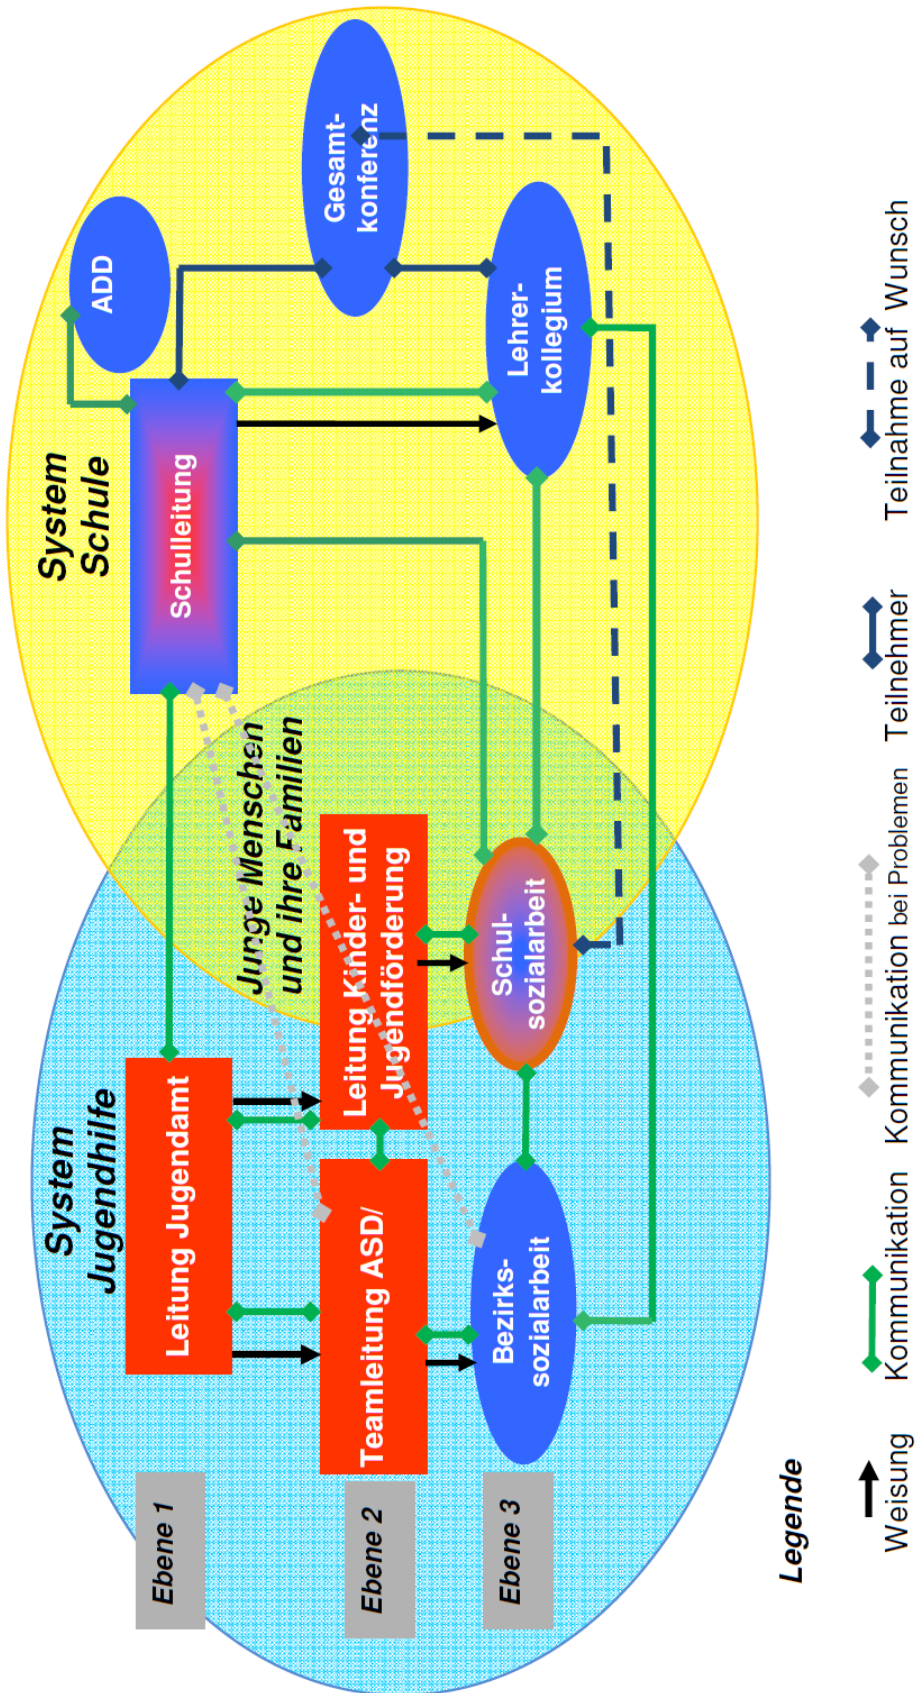 System
Jugendhilfe
System
Schule
Ebene 1
Leitung Jugendamt
Schulleitung
ADD
Junge Menschen
und ihre Familien
Ebene 2
Teamleitung ASD/
Leitung Kinder- und
Jugendförderung
Gesamt-
konferenz
Ebene 3
Bezirks-
sozialarbeit
Schul-
sozialarbeit
Lehrer-
kollegium
Legende
Weisung
Kommunikation
Kommunikation bei Problemen
Teilnehmer
Teilnahme auf Wunsch